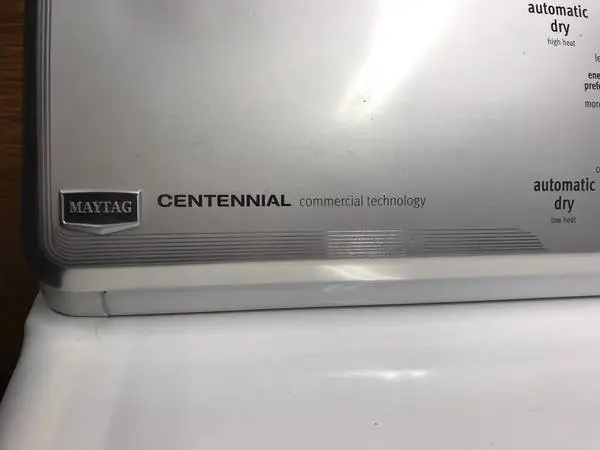 automatic
dry
high heat
MAYTAG
CENTENNIAL commercial technology
automatic
dry
low heat